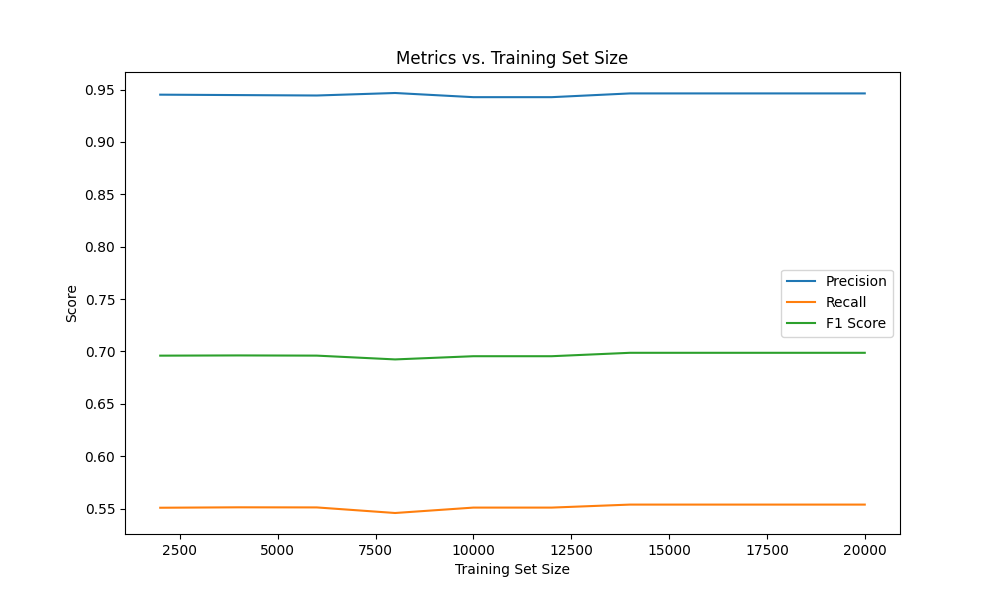 Metrics vs. Training Set Size
0.95
0.90
0.85
0.80
0.75
0.70
0.65
0.60
0.55
Score
Precision
Recall
F1 Score
2500 5000 7500 10000 12500 15000 17500 20000
Training Set Size